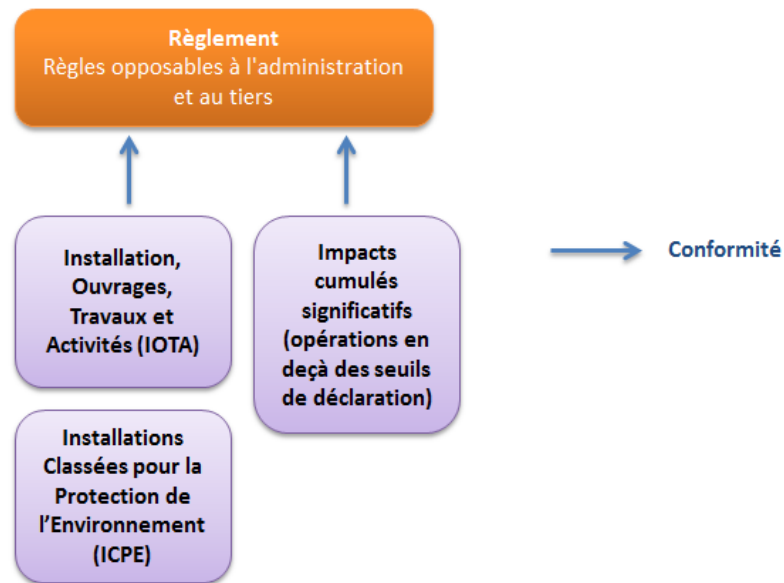 Règlement
Règles opposables à l'administration
et au tiers
Installation,
Ouvrages,
Travaux et
Activités (IOTA)
Impacts
cumulés
significatifs
(opérations en
deçà des seuils
de déclaration)
Conformité
Installations
Classées pour la
Protection de
l’Environnement
(ICPE)